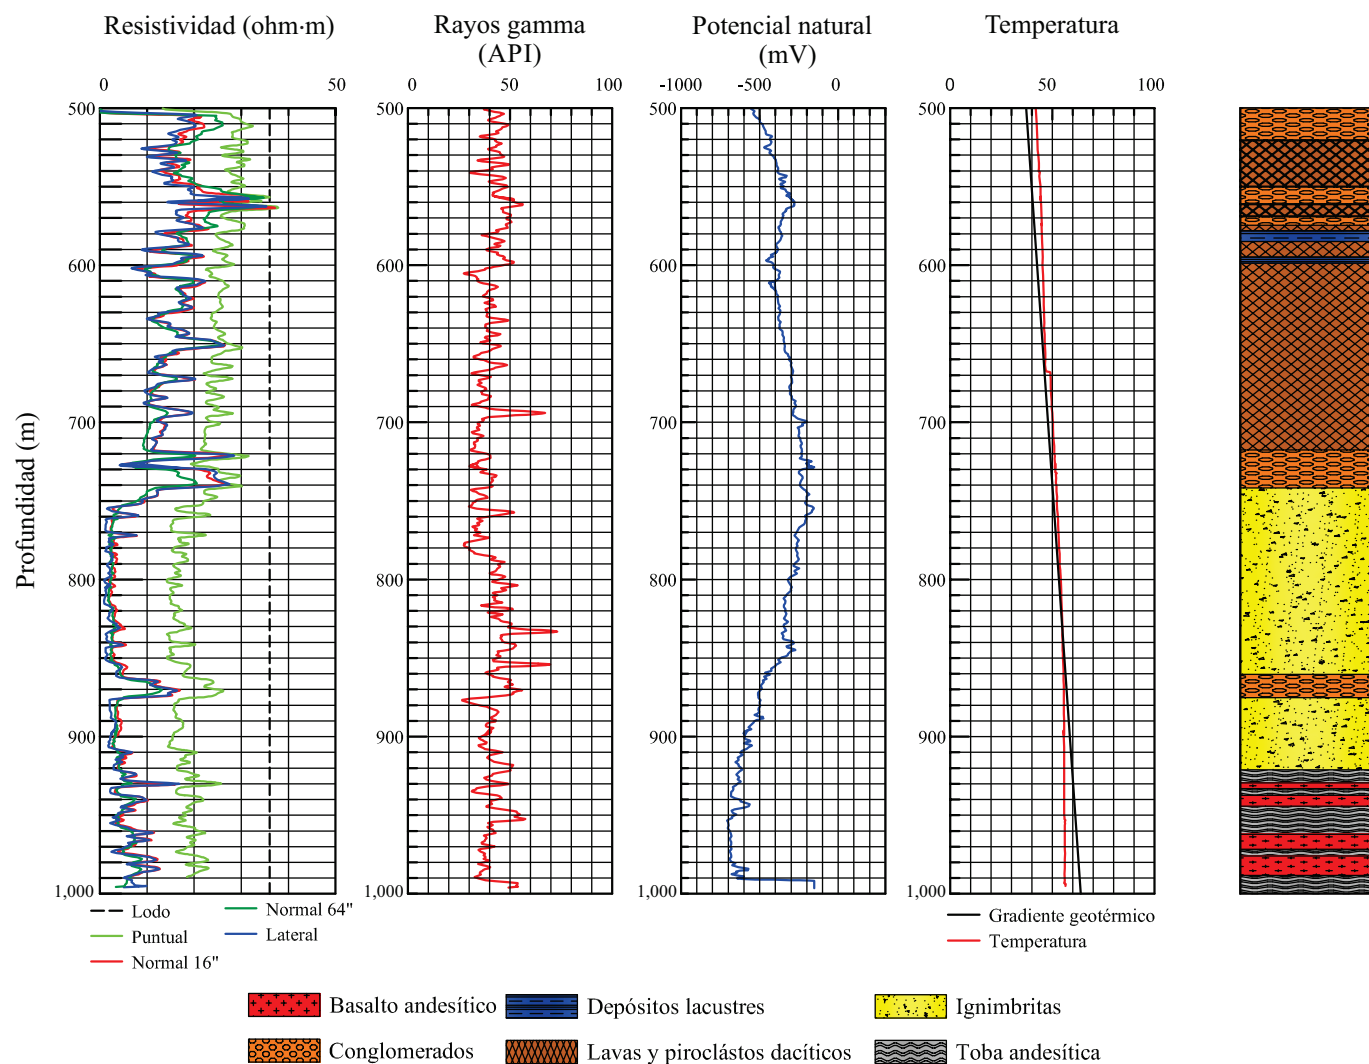 Resistividad (ohm·m)
Rayos gamma
(API)
Potencial natural
(mV)
Temperatura
0 50
0 50 100
-1000 -500 0
0 50 100
Profundidad (m)
500
600
700
800
900
1,000
500
600
700
800
900
1,000
500
600
700
800
900
1,000
500
600
700
800
900
1,000
Lodo
Puntual
Normal 16"
Normal 64"
Lateral
Gradiente geotérmico
Temperatura
Basalto andesítico
Depósitos lacustres
Ignimbritas
Conglomerados
Lavas y piroclástos dacíticos
Toba andesítica